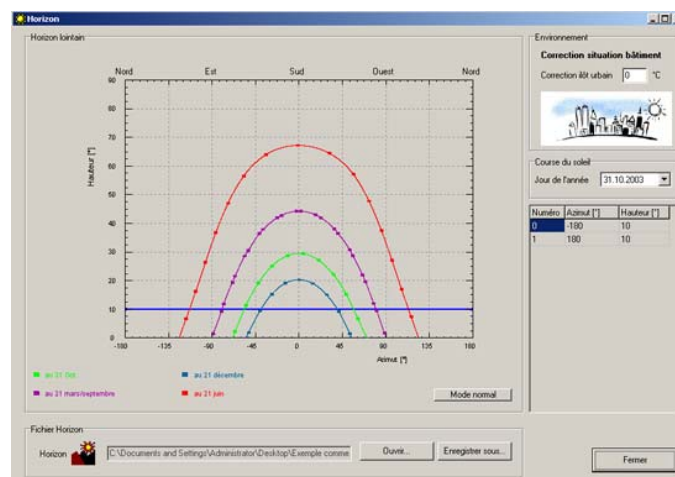 Horizon
Horizon lointain
Nord Est Sud Ouest Nord
90
80
70
60
50
40
30
20
10
0
Hauteur [°]
-180 -135 -90 -45 0 45 90 135 180
Azimut [°]
au 21 décembre
au 21 mars/septembre
au 21 juin
Mode normal
Environnement
Correction situation bâtiment
Correction ilôt urbain 0 °C
Course du soleil
Jour de l'année 31.10.2003
Numéro Azimut [°] Hauteur [°]
0 -180 10
1 180 10
Fichier Horizon
Horizon C:\Documents and Settings\Administrator\Desktop\Exemple comme
Ouvrir... Enregistrer sous...
Fermer